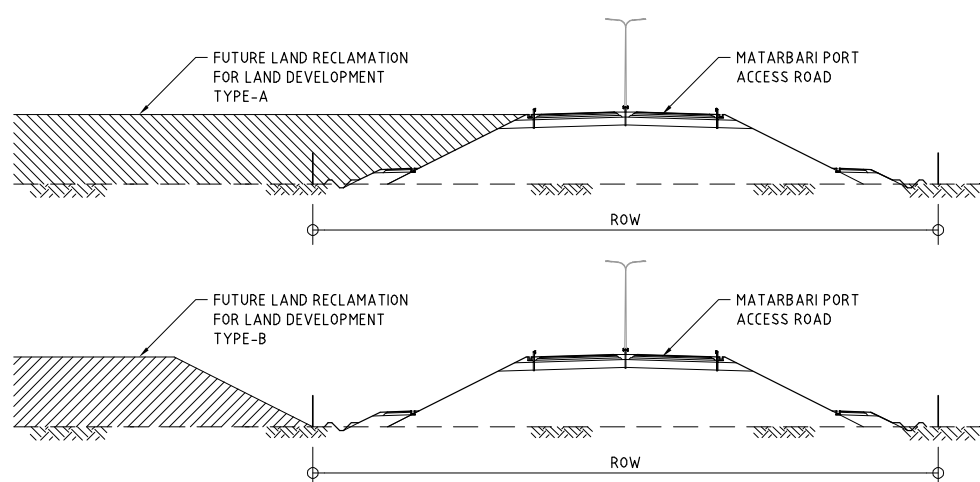 FUTURE LAND RECLAMATION
FOR LAND DEVELOPMENT
TYPE-A
MATARBARI PORT
ACCESS ROAD
ROW
FUTURE LAND RECLAMATION
FOR LAND DEVELOPMENT
TYPE-B
MATARBARI PORT
ACCESS ROAD
ROW